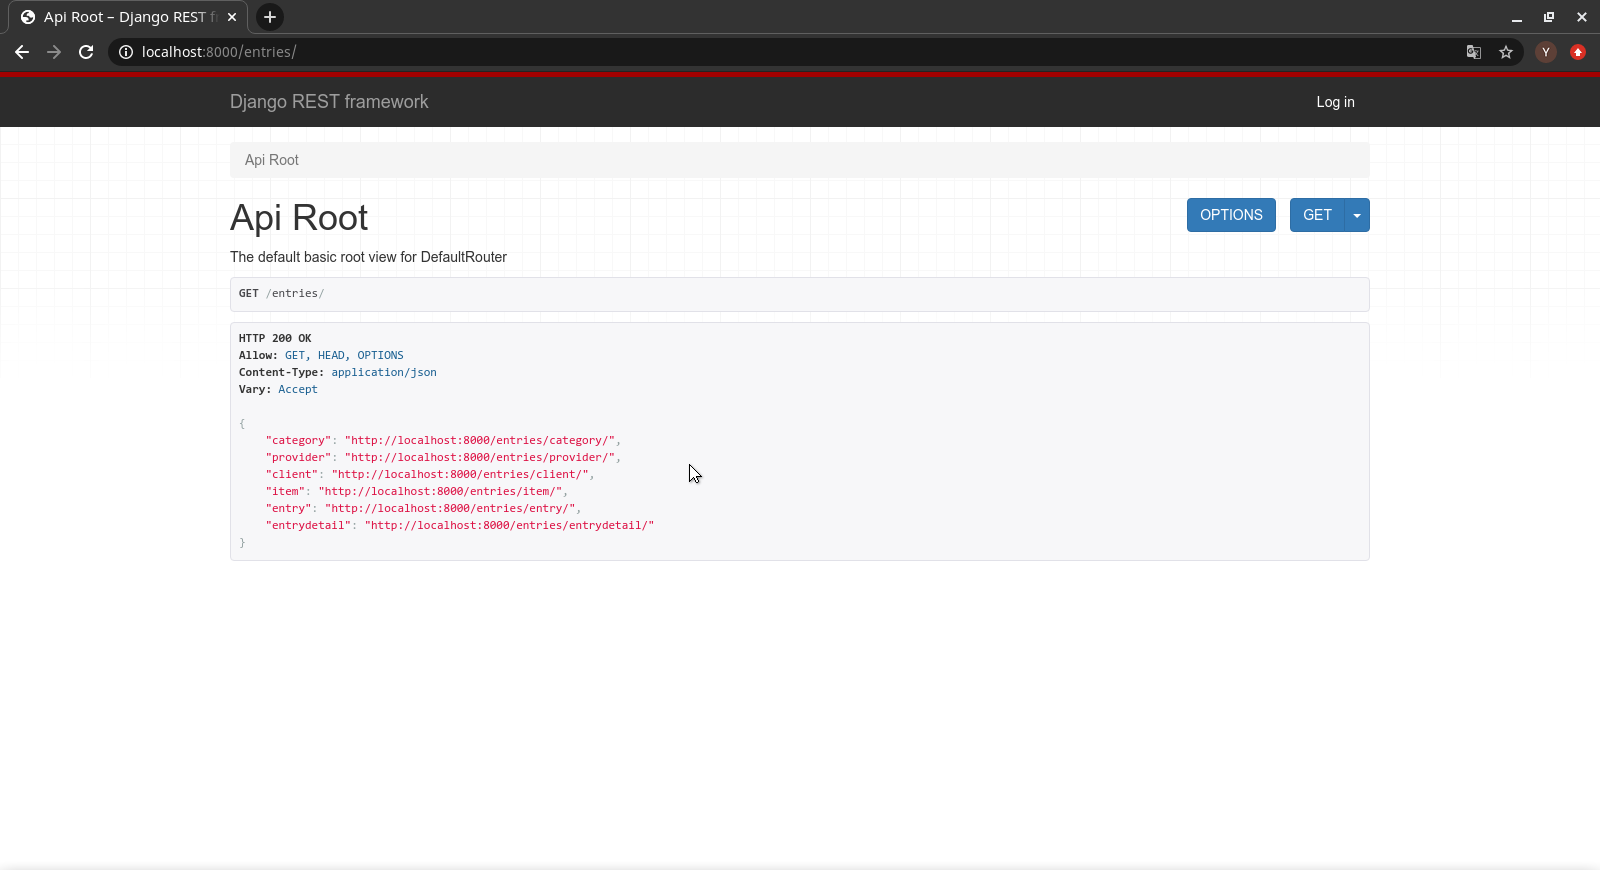 Api Root – Django REST f
localhost:8000/entries/
Y
Django REST framework
Log in
Api Root
Api Root
OPTIONS
GET
The default basic root view for DefaultRouter
GET /entries/
HTTP 200 OK
Allow: GET, HEAD, OPTIONS
Content-Type: application/json
Vary: Accept
{
    "category": "http://localhost:8000/entries/category/",
    "provider": "http://localhost:8000/entries/provider/",
    "client": "http://localhost:8000/entries/client/",
    "item": "http://localhost:8000/entries/item/",
    "entry": "http://localhost:8000/entries/entry/",
    "entrydetail": "http://localhost:8000/entries/entrydetail/"
}